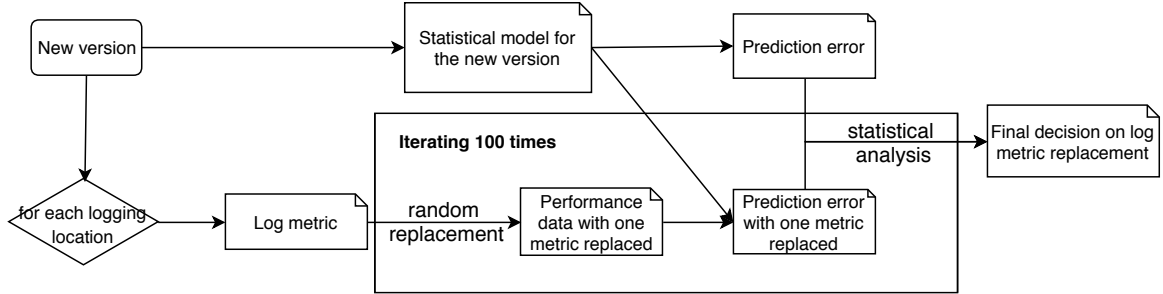 New version
Statistical model for
the new version
Prediction error
Iterating 100 times
statistical
analysis
Final decision on log
metric replacement
for each logging
location
Log metric
random
replacement
Performance
data with one
metric replaced
Prediction error
with one metric
replaced